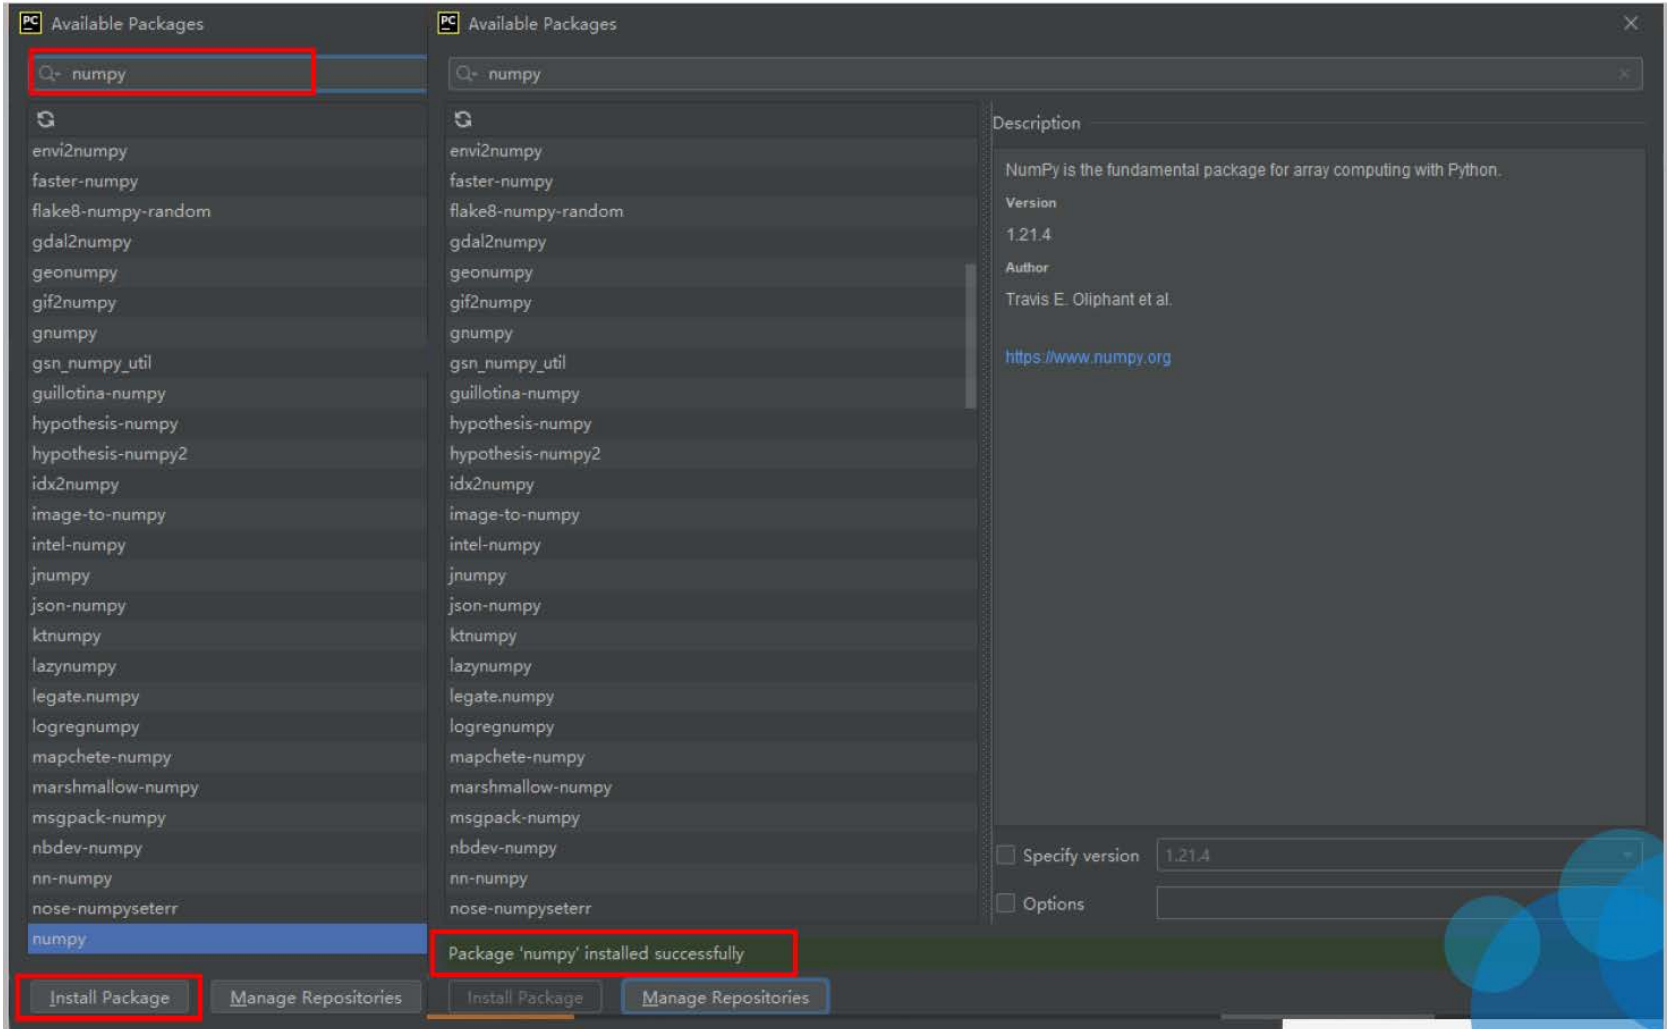 PC Available Packages
numpy
envi2numpy
faster-numpy
flake8-numpy-random
gdal2numpy
geonumpy
gif2numpy
gnumpy
gsn_numpy_util
guillotina-numpy
hypothesis-numpy
hypothesis-numpy2
idx2numpy
image-to-numpy
intel-numpy
jnumpy
json-numpy
ktnumpy
lazynumpy
legate.numpy
logregnumpy
mapchete-numpy
marshmallow-numpy
msgpack-numpy
nbdev-numpy
nn-numpy
nose-numpyseterr
numpy
Install Package Manage Repositories
PC Available Packages
numpy
envi2numpy
faster-numpy
flake8-numpy-random
gdal2numpy
geonumpy
gif2numpy
gnumpy
gsn_numpy_util
guillotina-numpy
hypothesis-numpy
hypothesis-numpy2
idx2numpy
image-to-numpy
intel-numpy
jnumpy
json-numpy
ktnumpy
lazynumpy
legate.numpy
logregnumpy
mapchete-numpy
marshmallow-numpy
msgpack-numpy
nbdev-numpy
nn-numpy
nose-numpyseterr
Description
NumPy is the fundamental package for array computing with Python.
Version
1.21.4
Author
Travis E. Oliphant et al.
https://www.numpy.org
Specify version 1.21.4
Options
Package 'numpy' installed successfully
Install Package Manage Repositories